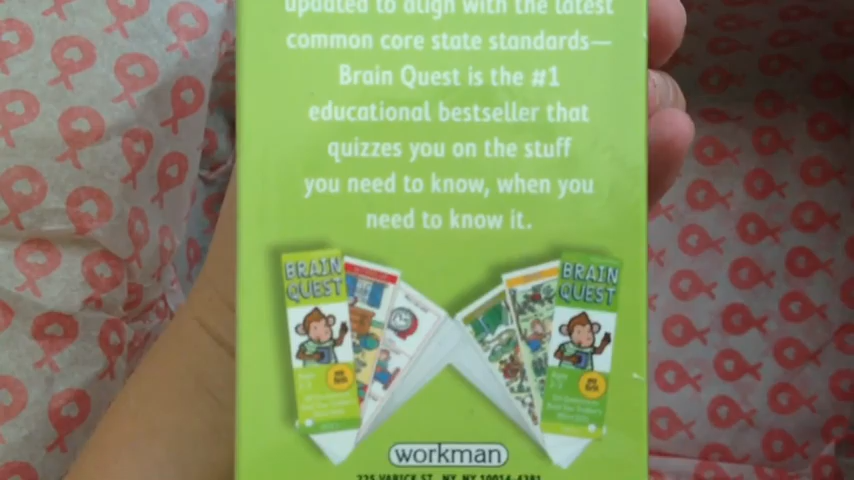 updated to align with the latest
common core state standards—
Brain Quest is the #1
educational bestseller that
quizzes you on the stuff
you need to know, when you
need to know it.
BRAIN
QUEST
BRAIN
QUEST
workman
225 VARICK ST. NY, NY 10014-4381